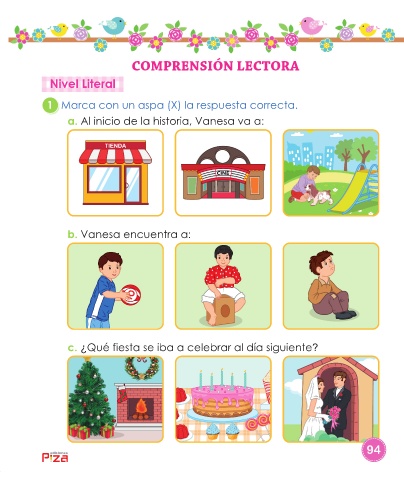 COMPRENSIÓN LECTORA
Nivel Literal
1 Marca con un aspa (X) la respuesta correcta.
a. Al inicio de la historia, Vanesa va a:
TIENDA
CINE
b. Vanesa encuentra a:
c. ¿Qué fiesta se iba a celebrar al día siguiente?
P'za
94